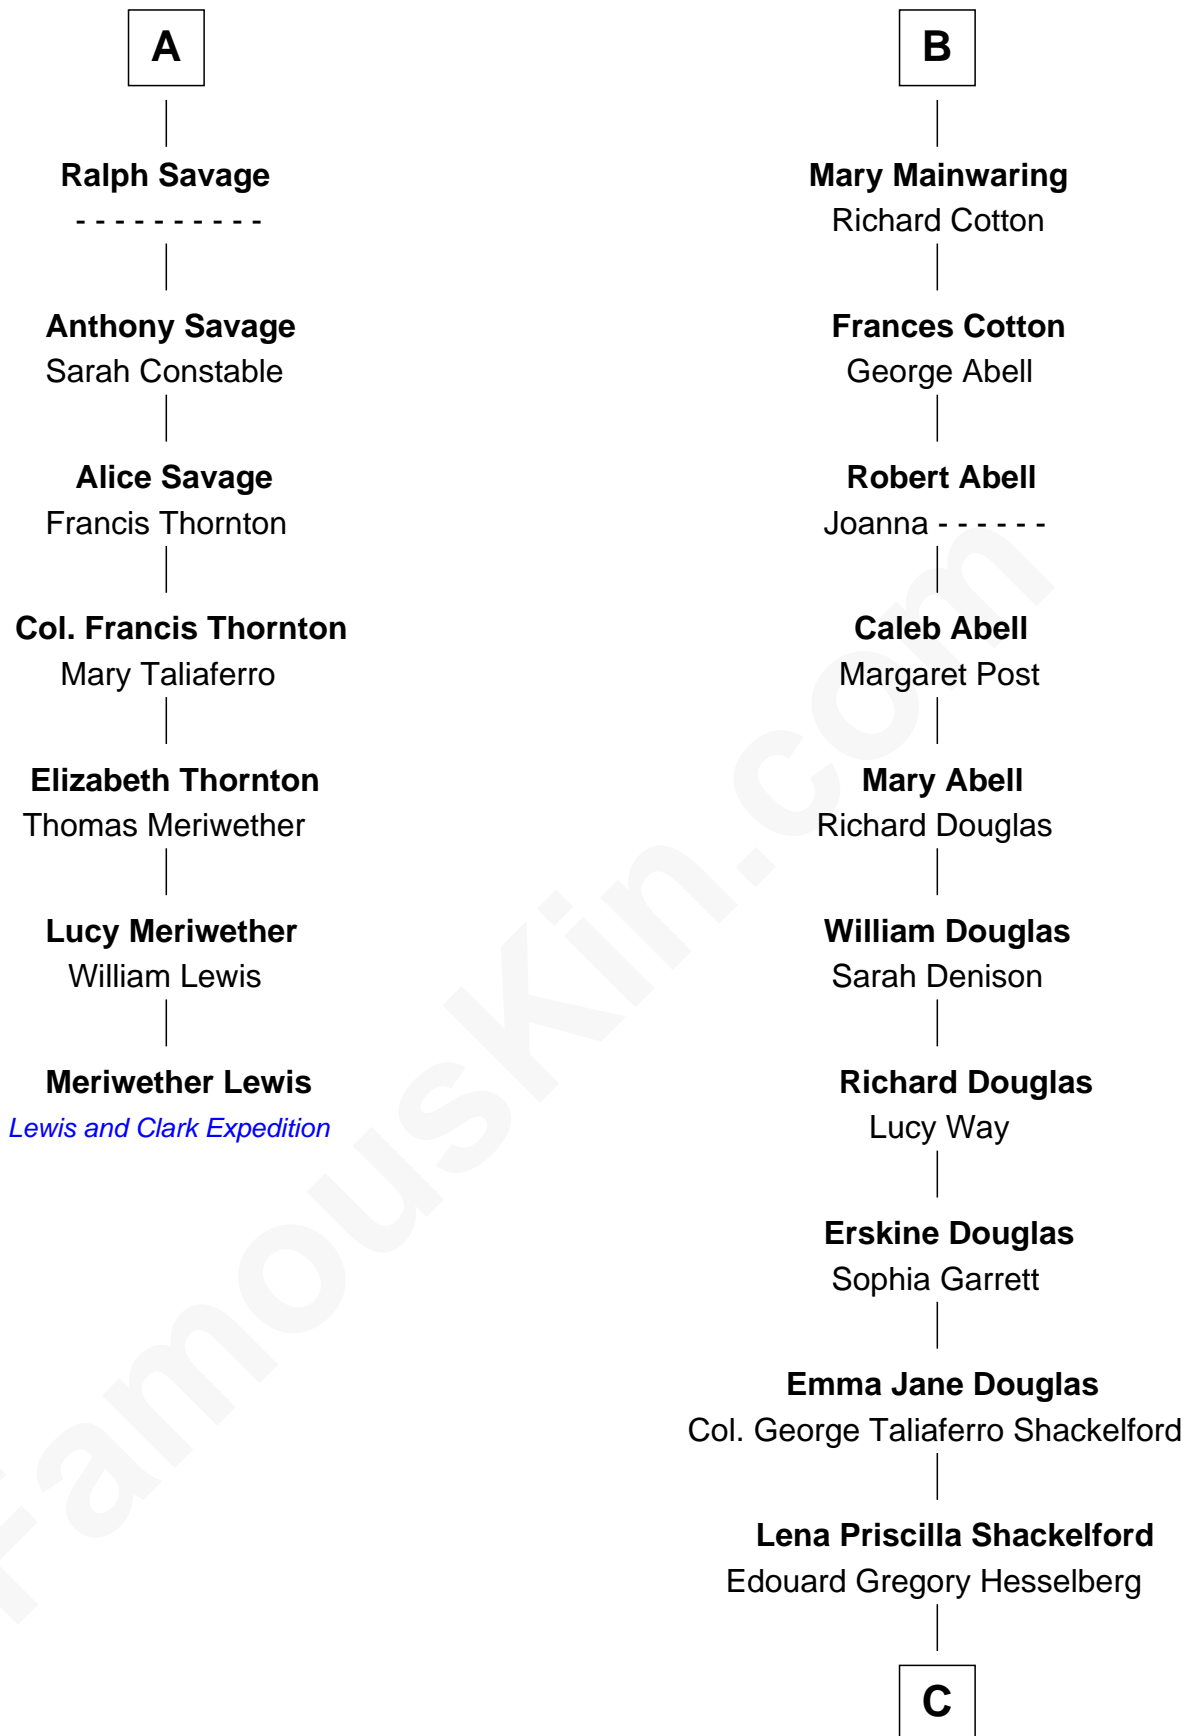 A
Ralph Savage
- - - - - - - - - -
Anthony Savage
Sarah Constable
Alice Savage
Francis Thornton
Col. Francis Thornton
Mary Taliaferro
Elizabeth Thornton
Thomas Meriwether
Lucy Meriwether
William Lewis
Meriwether Lewis
Lewis and Clark Expedition
B
Mary Mainwaring
Richard Cotton
Frances Cotton
George Abell
Robert Abell
Joanna - - - - - -
Caleb Abell
Margaret Post
Mary Abell
Richard Douglas
William Douglas
Sarah Denison
Richard Douglas
Lucy Way
Erskine Douglas
Sophia Garrett
Emma Jane Douglas
Col. George Taliaferro Shackelford
Lena Priscilla Shackelford
Edouard Gregory Hesselberg
C
FamousKin.com